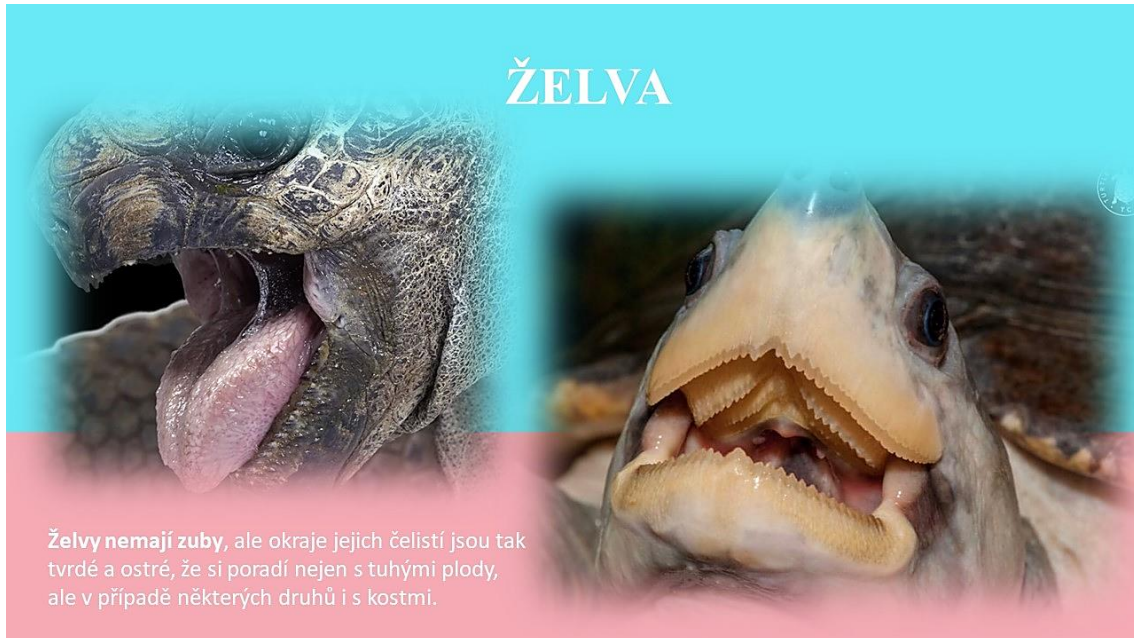 ŽELVA
Želvy nemají zuby, ale okraje jejich čelistí jsou tak
tvrdé a ostré, že si poradí nejen s tuhými plody,
ale v případě některých druhů i s kostmi.